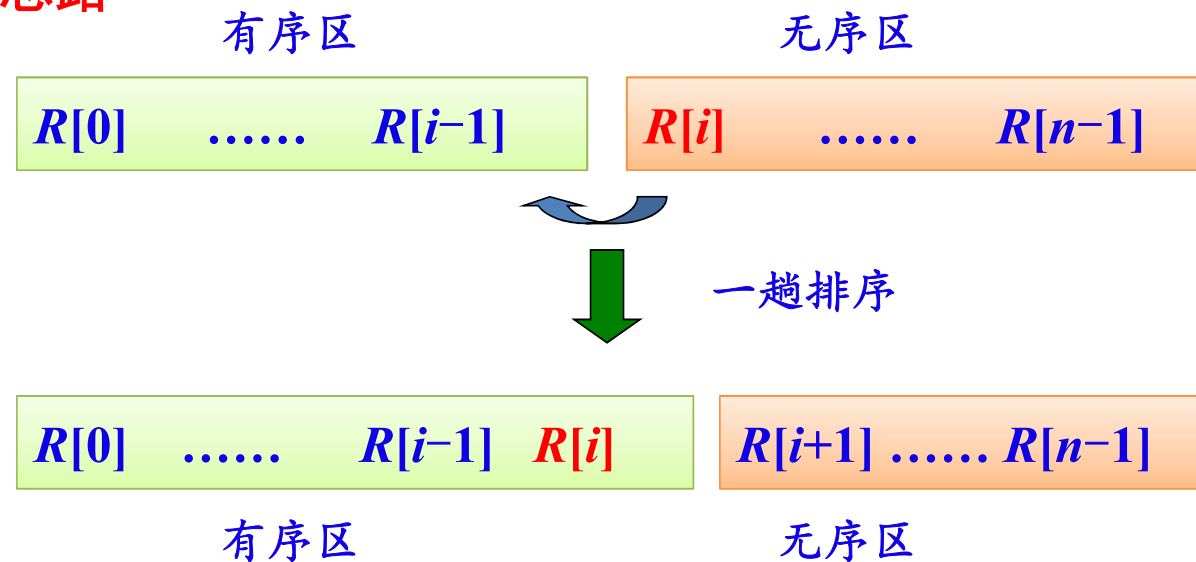 有序区 无序区
R[0] …… R[i−1] R[i] …… R[n−1]
一趟排序
R[0] …… R[i−1] R[i] R[i+1] …… R[n−1]
有序区 无序区